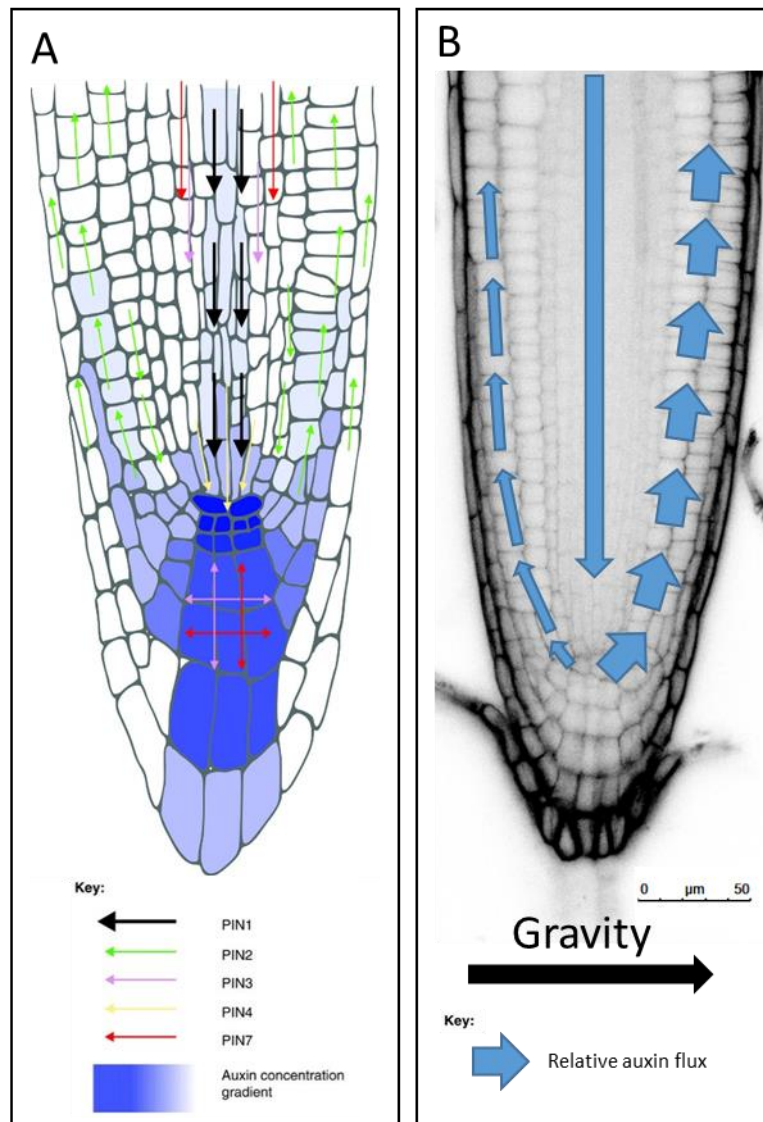 A
Key:
PIN1
PIN2
PIN3
PIN4
PIN7
Auxin concentration
gradient
B
0 µm 50
Gravity
Key:
Relative auxin flux